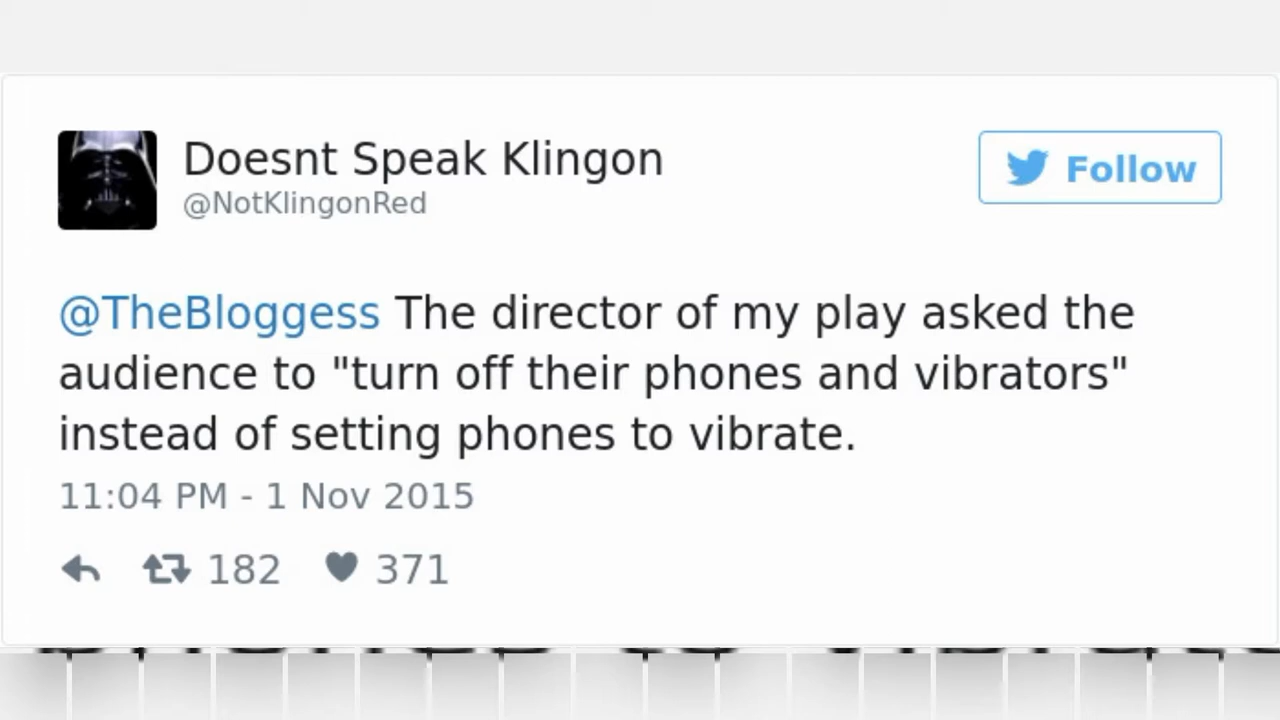 Doesnt Speak Klingon
@NotKlingonRed
Follow
@TheBloggess The director of my play asked the
audience to "turn off their phones and vibrators"
instead of setting phones to vibrate.
11:04 PM - 1 Nov 2015
182 371